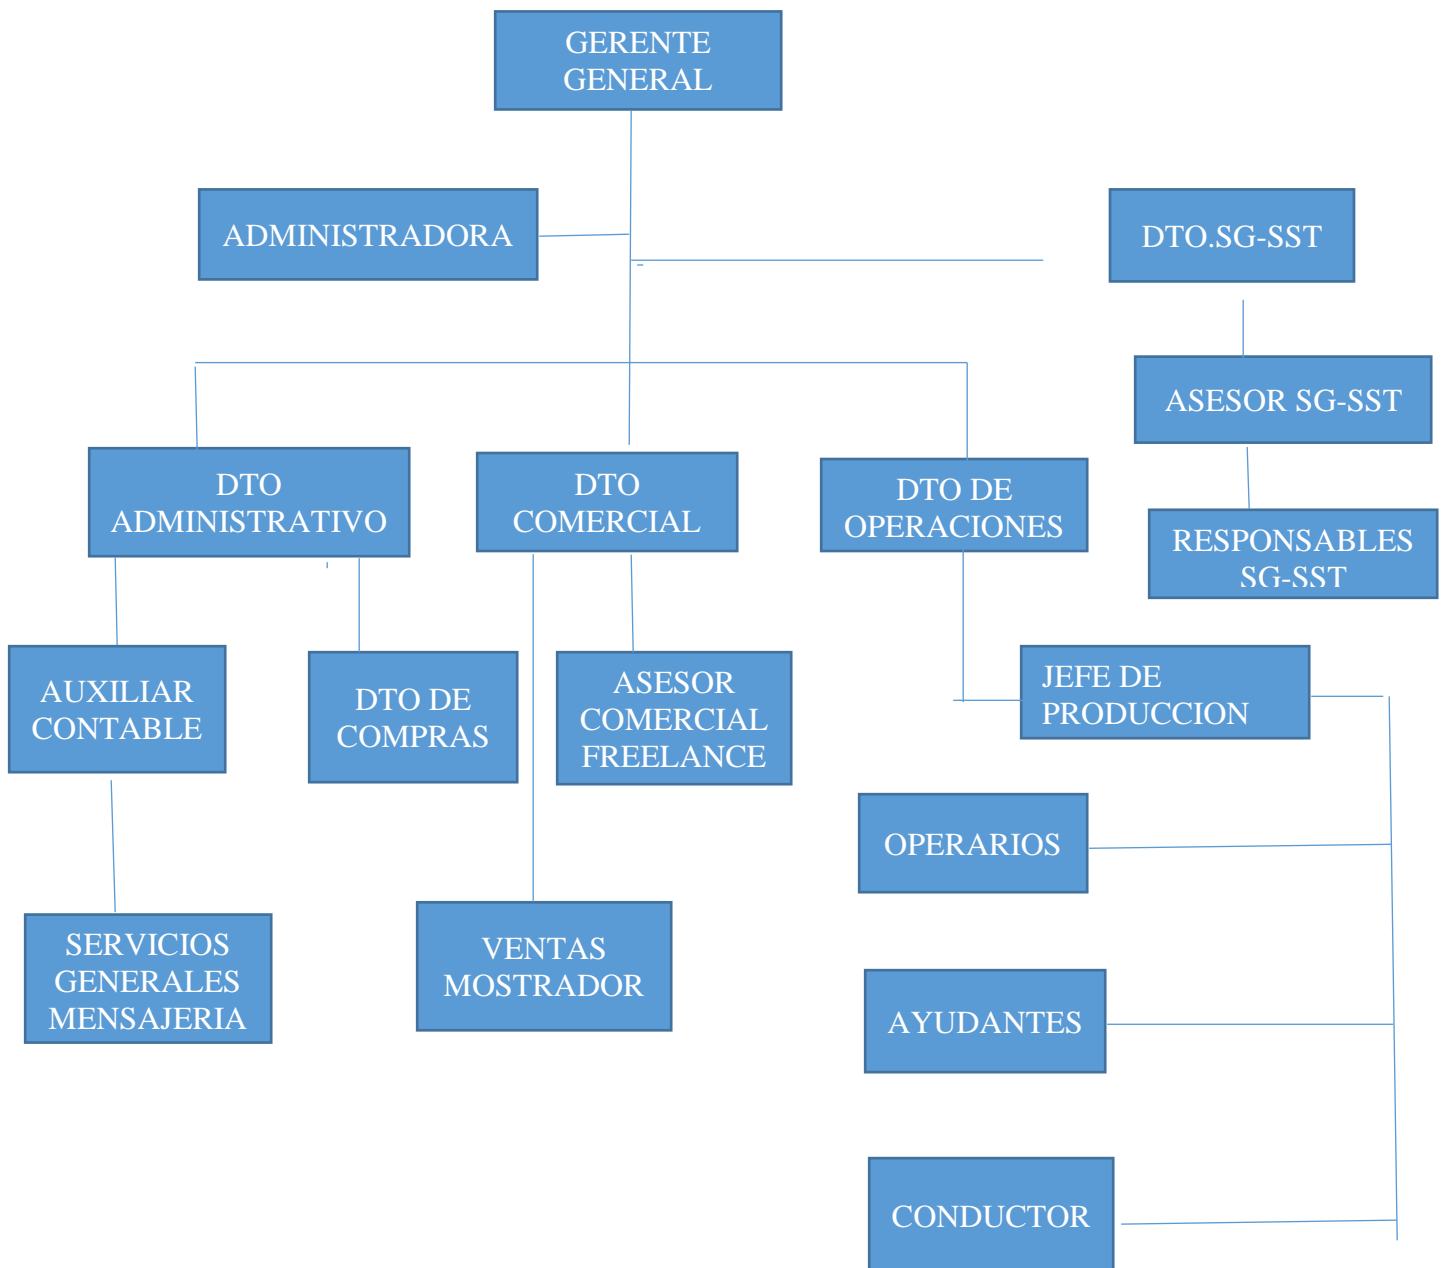 GERENTE
GENERAL
ADMINISTRADORA
DTO.SG-SST
ASESOR SG-SST
DTO
ADMINISTRATIVO
DTO
COMERCIAL
DTO DE
OPERACIONES
RESPONSABLES
SG-SST
AUXILIAR
CONTABLE
DTO DE
COMPRAS
ASESOR
COMERCIAL
FREELANCE
JEFE DE
PRODUCCION
OPERARIOS
SERVICIOS
GENERALES
MENSAJERIA
VENTAS
MOSTRADOR
AYUDANTES
CONDUCTOR